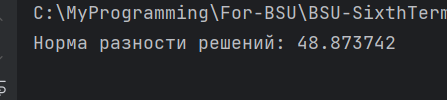 C:\MyProgramming\For-BSU\BSU-SixthTerm
Норма разности решений: 48.873742